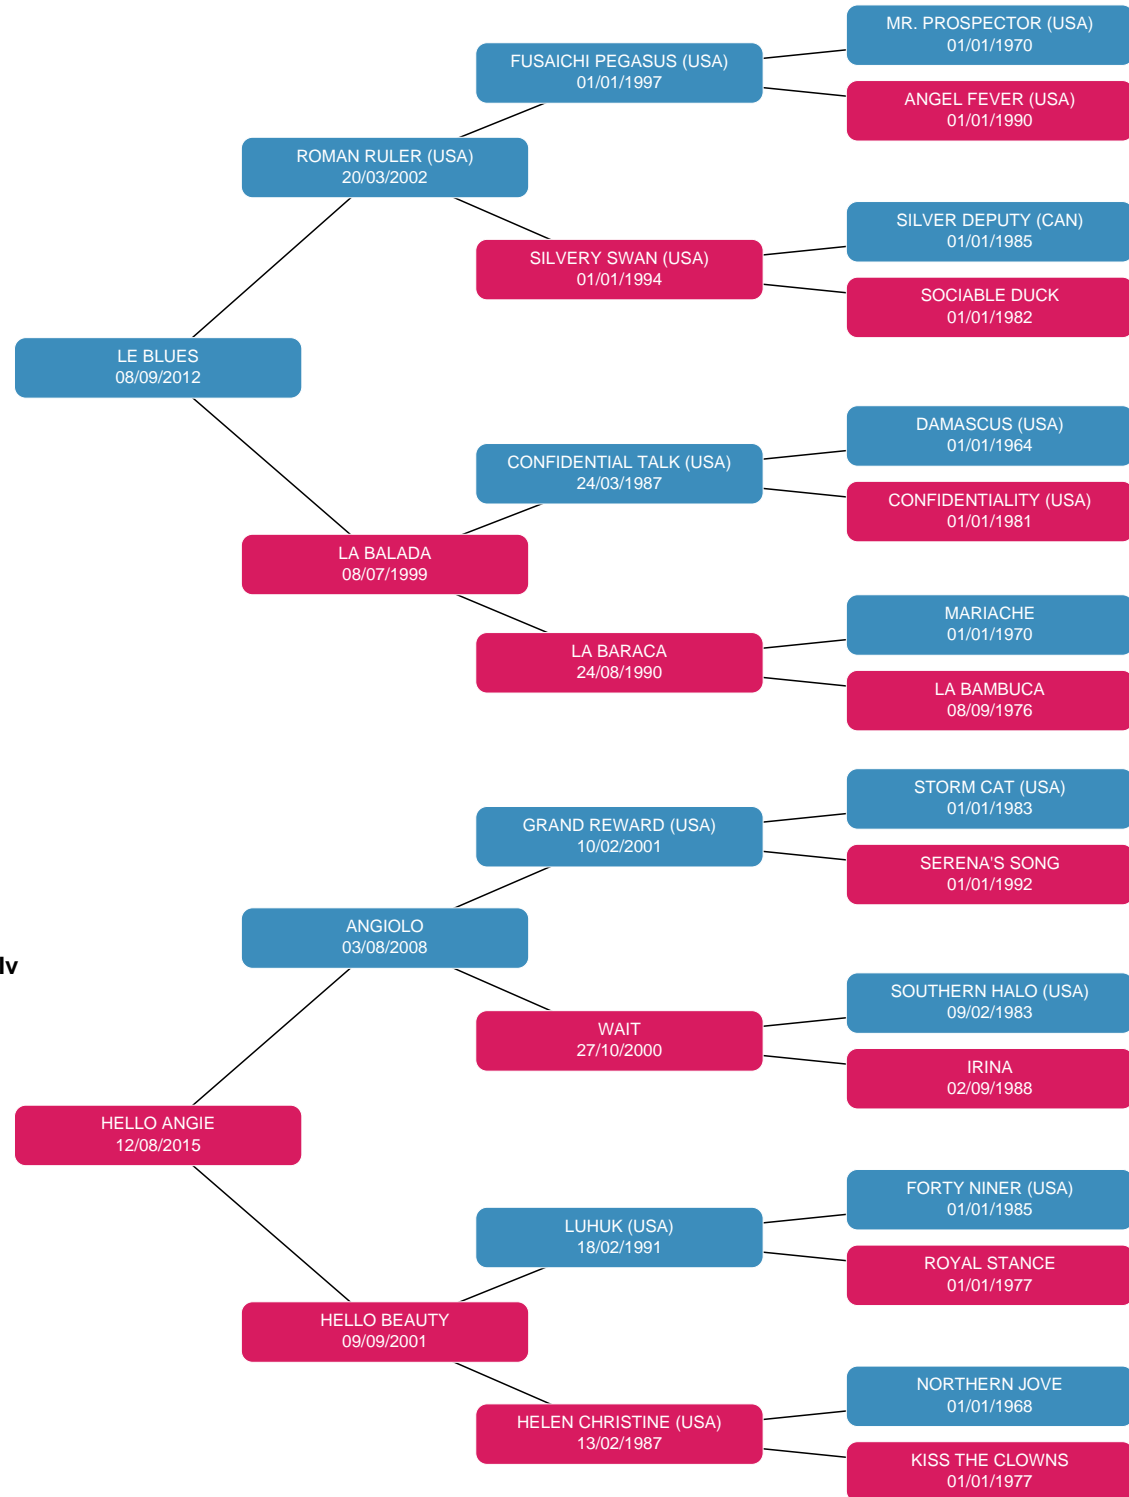 MR. PROSPECTOR (USA)
01/01/1970
FUSAICHI PEGASUS (USA)
01/01/1997
ANGEL FEVER (USA)
01/01/1990
ROMAN RULER (USA)
20/03/2002
SILVER DEPUTY (CAN)
01/01/1985
SILVERY SWAN (USA)
01/01/1994
SOCIABLE DUCK
01/01/1982
LE BLUES
08/09/2012
DAMASCUS (USA)
01/01/1964
CONFIDENTIAL TALK (USA)
24/03/1987
CONFIDENTIALITY (USA)
01/01/1981
LA BALADA
08/07/1999
MARIACHE
01/01/1970
LA BARACA
24/08/1990
LA BAMBUCA
08/09/1976
STORM CAT (USA)
01/01/1983
GRAND REWARD (USA)
10/02/2001
SERENA'S SONG
01/01/1992
ANGIOLO
03/08/2008
lv
SOUTHERN HALO (USA)
09/02/1983
WAIT
27/10/2000
IRINA
02/09/1988
HELLO ANGIE
12/08/2015
FORTY NINER (USA)
01/01/1985
LUHUK (USA)
18/02/1991
ROYAL STANCE
01/01/1977
HELLO BEAUTY
09/09/2001
NORTHERN JOVE
01/01/1968
HELEN CHRISTINE (USA)
13/02/1987
KISS THE CLOWNS
01/01/1977